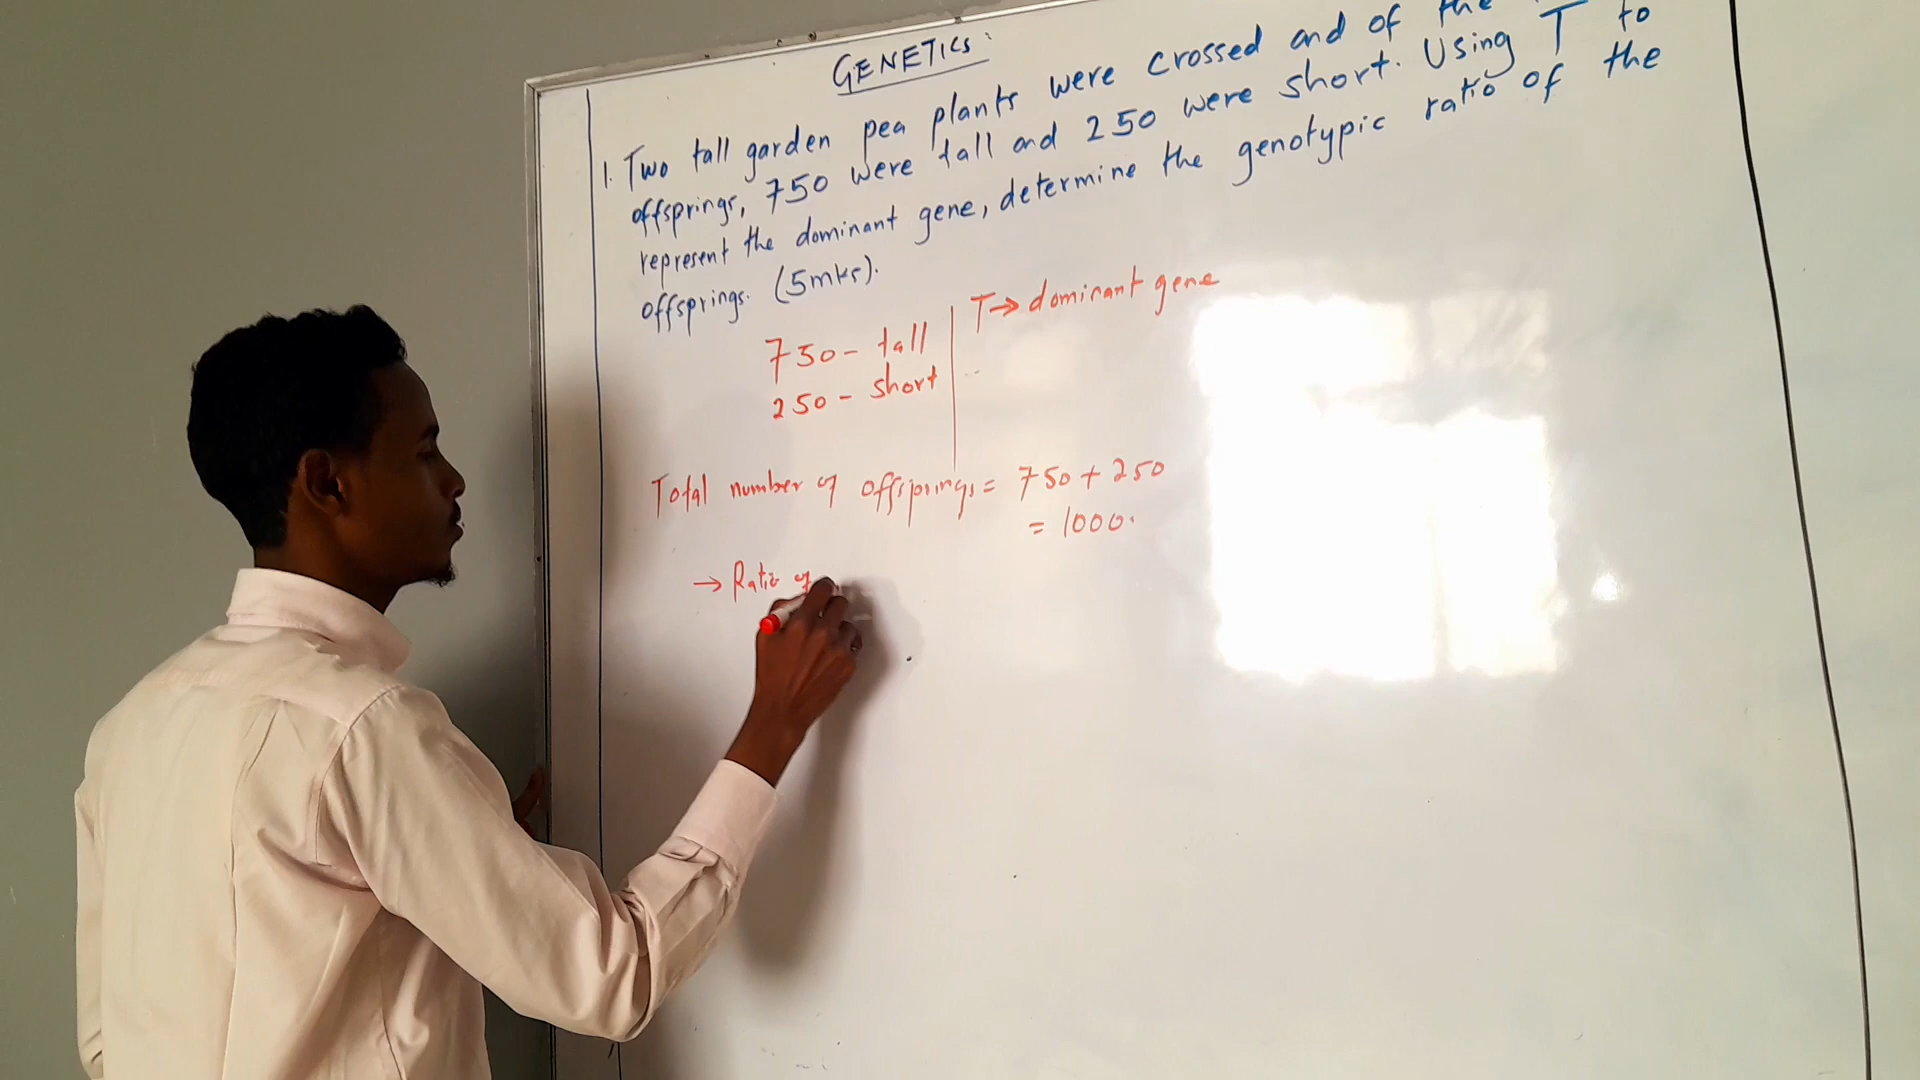 GENETICS:
1. Two tall garden pea plants were crossed and of the
offsprings, 750 were tall and 250 were short. Using T to
represent the dominant gene, determine the genotypic ratio of the
offsprings. (5mks).
750 - tall
250 - short
T → dominant gene
Total number of offsprings = 750 + 250
= 1000.
→ Ratio of